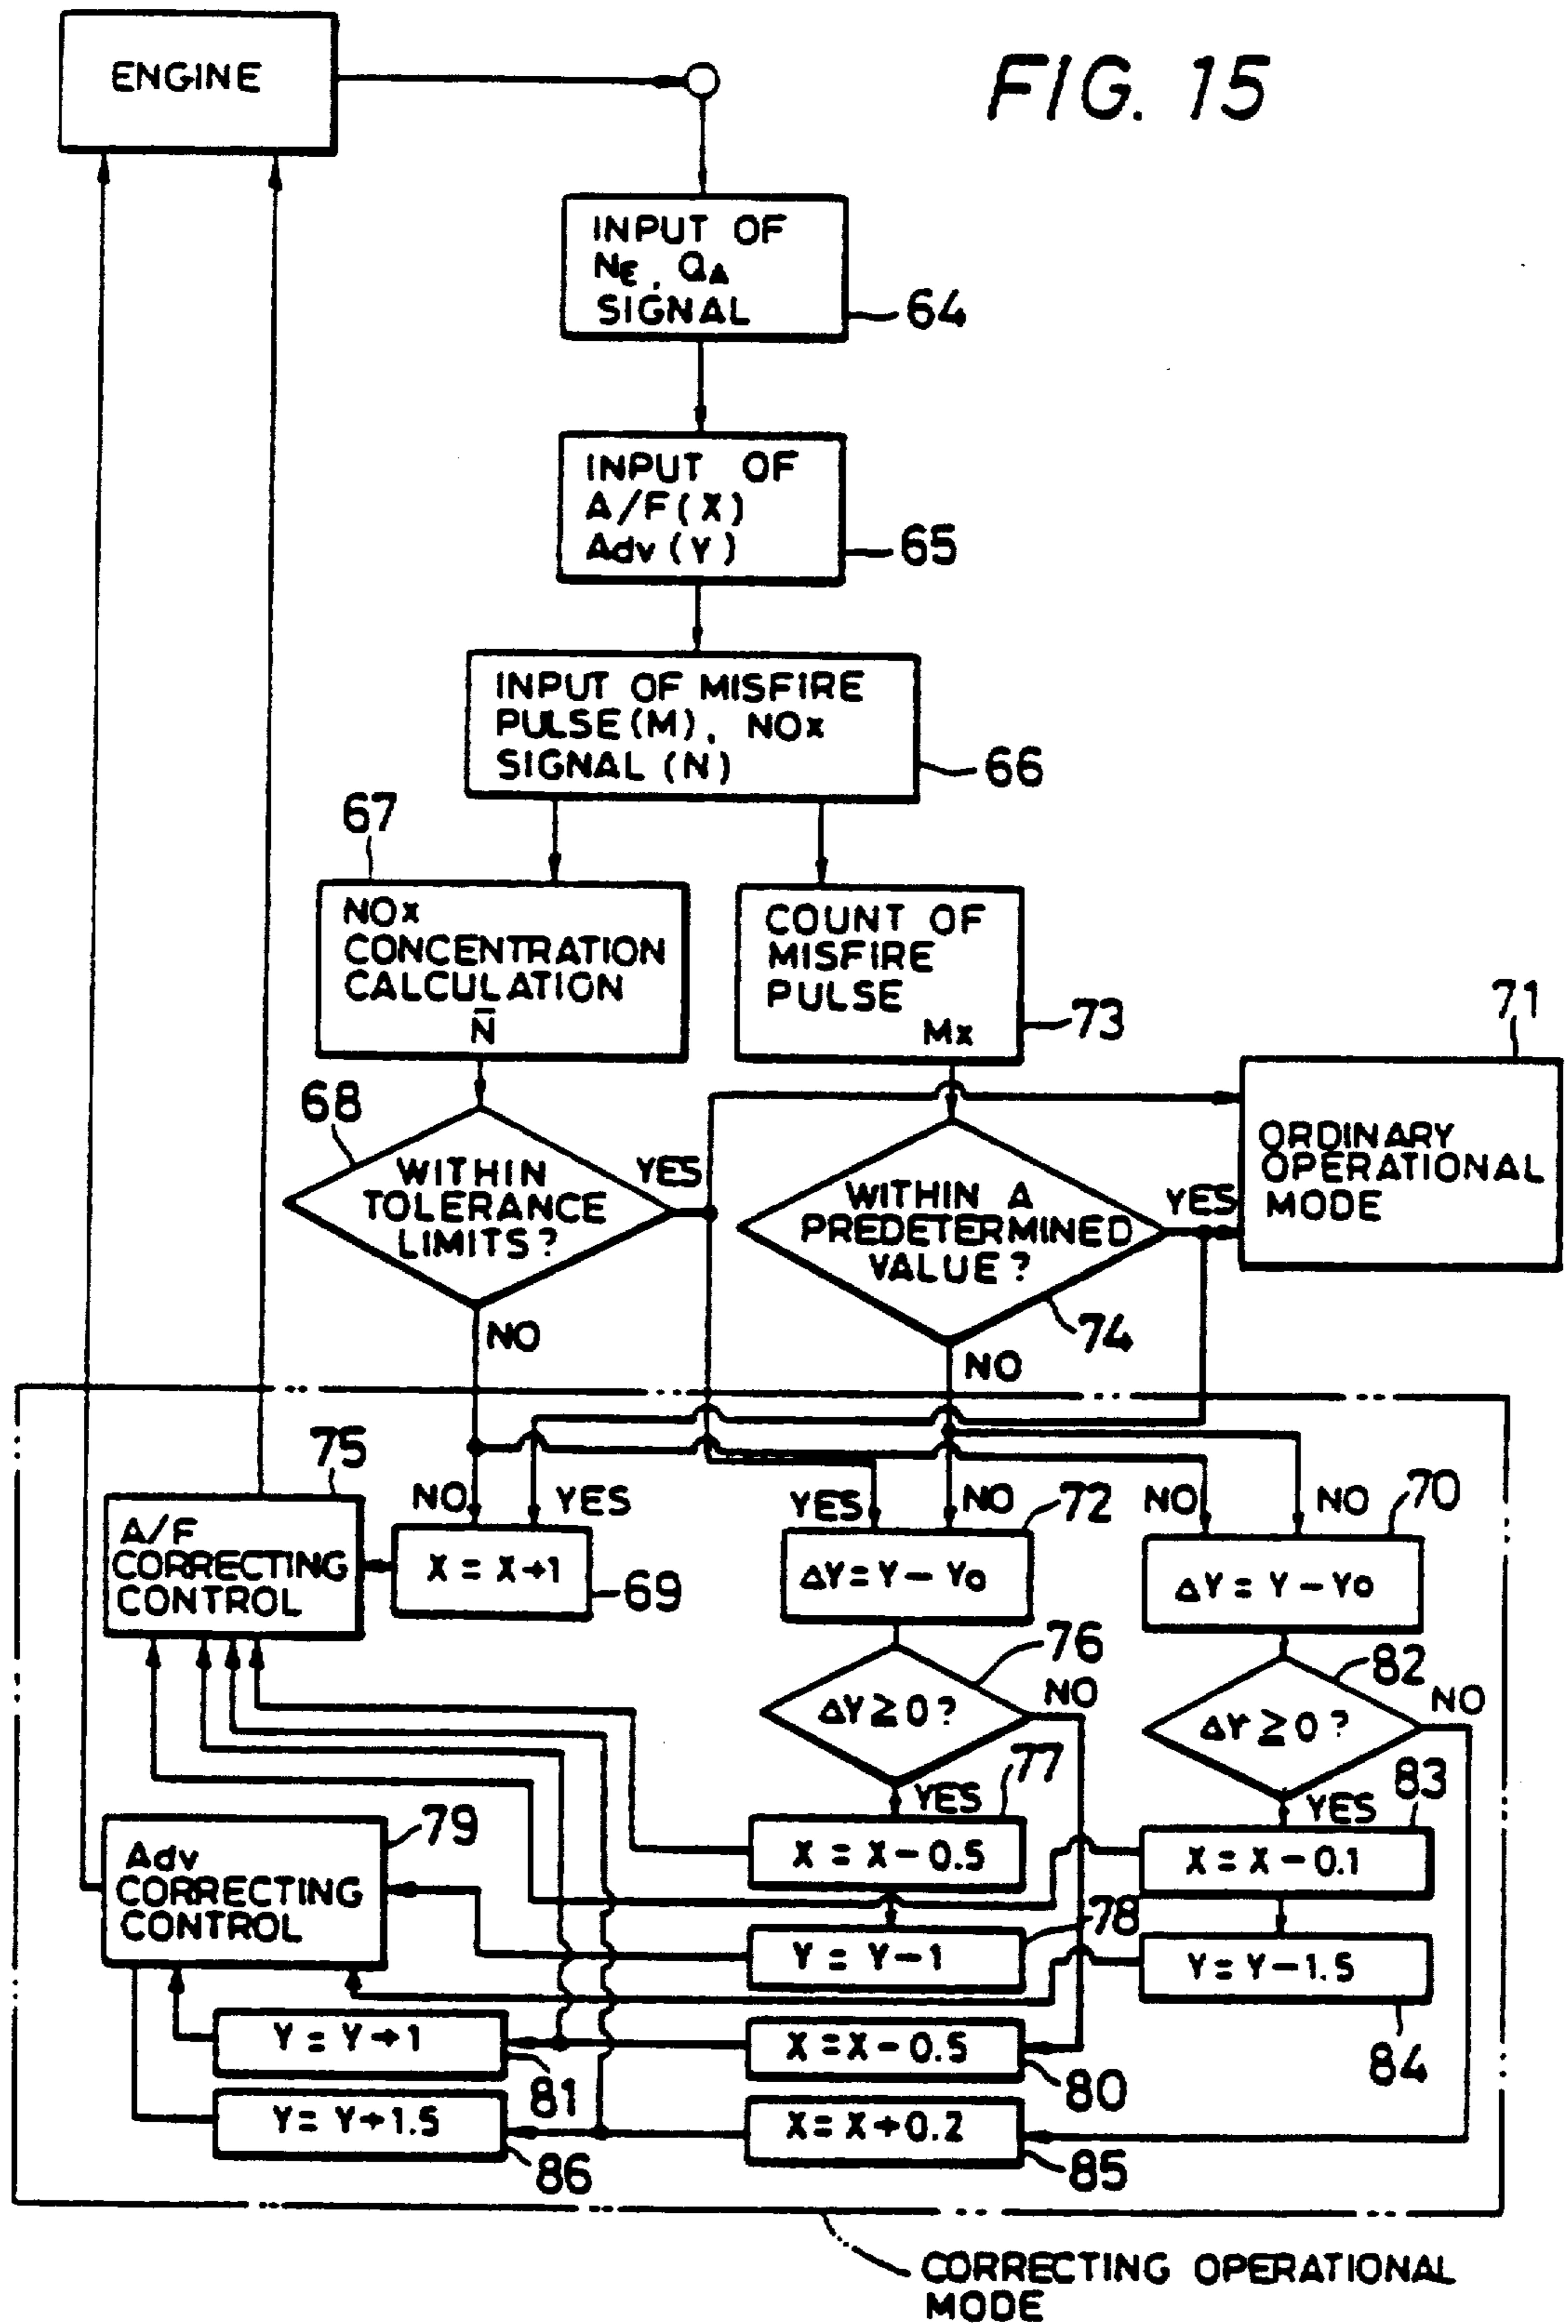 FIG. 15
ENGINE
INPUT OF
NE, QA
SIGNAL
64
INPUT OF
A/F(X)
Adv(Y)
65
INPUT OF MISFIRE
PULSE(M), NOx
SIGNAL(N)
66
67
NOx
CONCENTRATION
CALCULATION
N̄
COUNT OF
MISFIRE
PULSE
Mx
73
71
ORDINARY
OPERATIONAL
MODE
68
WITHIN
TOLERANCE
LIMITS?
YES
NO
WITHIN A
PREDETERMINED
VALUE?
YES
74
NO
75
A/F
CORRECTING
CONTROL
NO
YES
X = X+1
69
YES
NO
72
ΔY = Y − Yo
NO
NO
70
ΔY = Y − Yo
76
ΔY ≧ 0?
NO
YES
82
ΔY ≧ 0?
NO
YES
77
X = X − 0.5
83
X = X − 0.1
79
Adv
CORRECTING
CONTROL
78
Y = Y − 1
Y = Y − 1.5
84
Y = Y + 1
81
X = X − 0.5
80
Y = Y + 1.5
86
X = X + 0.2
85
CORRECTING OPERATIONAL
MODE